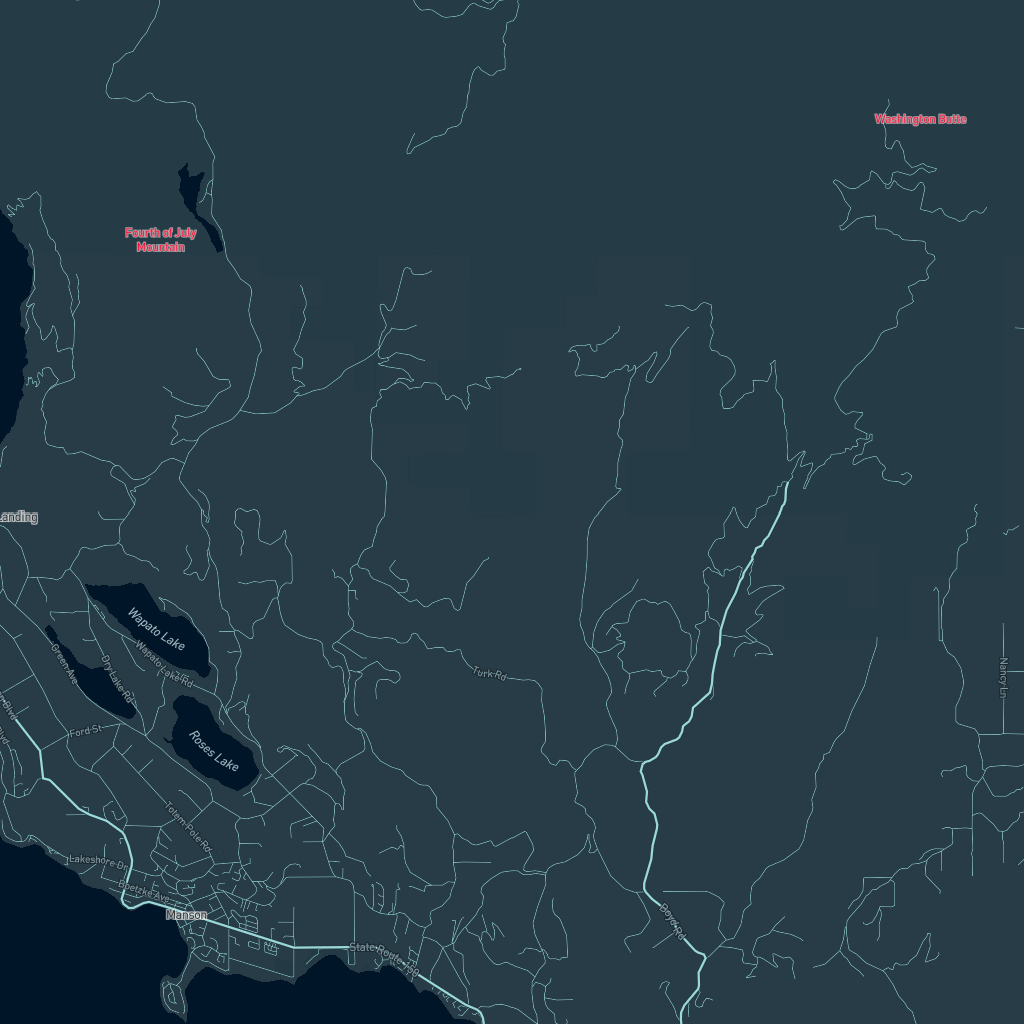 Washington Butte
Fourth of July
Mountain
Wapato Lake
Wapato Lake Rd
Green Ave
Dry Lake Rd
Turk Rd
Nancy Ln
Ford St
Roses Lake
Totem Pole Rd
Lakeshore Dr
Boetzke Ave
Manson
State Route 150
Boyd Rd